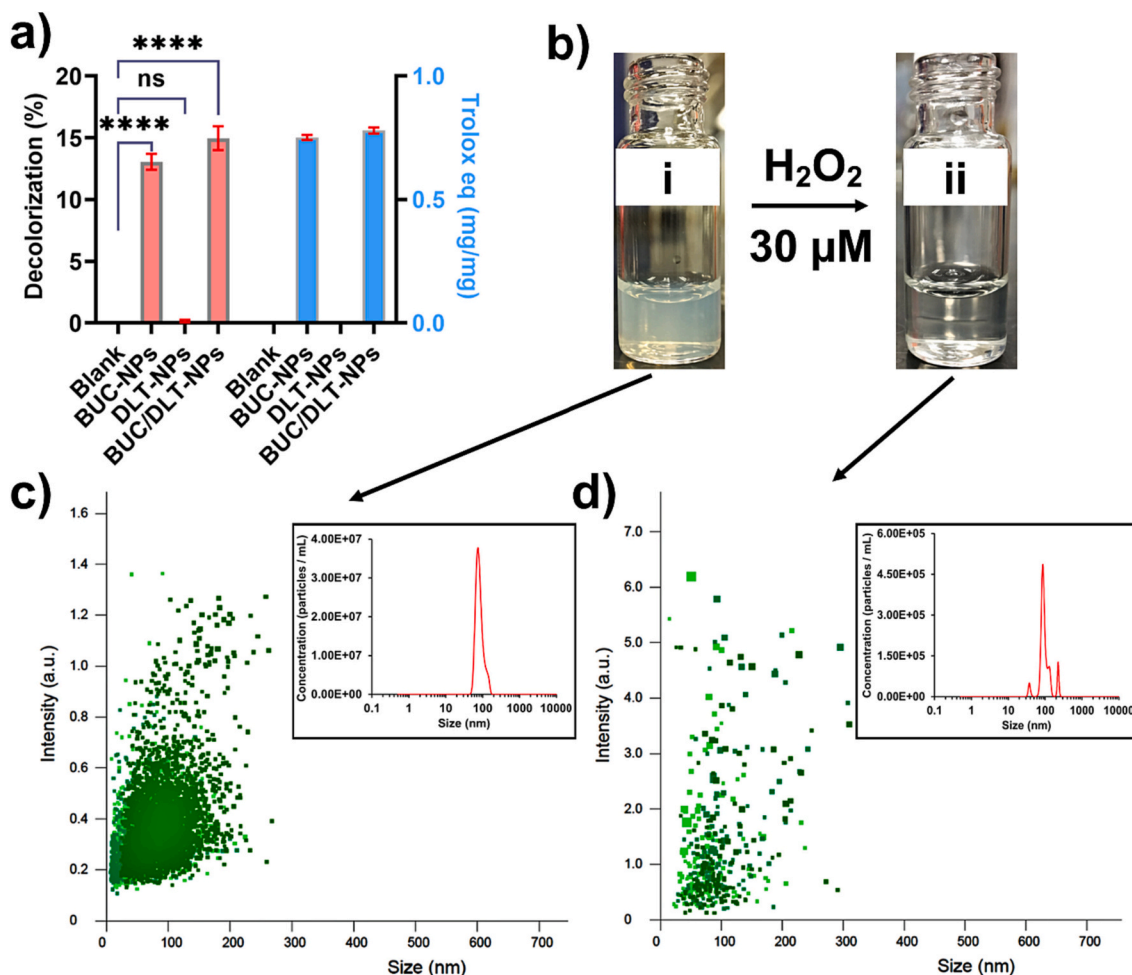 a)
****
ns
****
Decolorization (%)
20
15
10
5
0
1.0
0.5
0.0
Trolox eq (mg/mg)
Blank
BUC-NPs
DLT-NPs
BUC/DLT-NPs
Blank
BUC-NPs
DLT-NPs
BUC/DLT-NPs
b)
i
H₂O₂
30 µM
ii
c)
Intensity (a.u.)
1.6
1.4
1.2
1.0
0.8
0.6
0.4
0.2
0
0 100 200 300 400 500 600 700
Size (nm)
Concentration (particles / mL)
4.00E+07
3.00E+07
2.00E+07
1.00E+07
0.00E+00
0.1 1 10 100 1000 10000
Size (nm)
d)
Intensity (a.u.)
7.0
6.0
5.0
4.0
3.0
2.0
1.0
0
0 100 200 300 400 500 600 700
Size (nm)
Concentration (particles / mL)
6.00E+05
4.50E+05
3.00E+05
1.50E+05
0.00E+00
0.1 1 10 100 1000 10000
Size (nm)